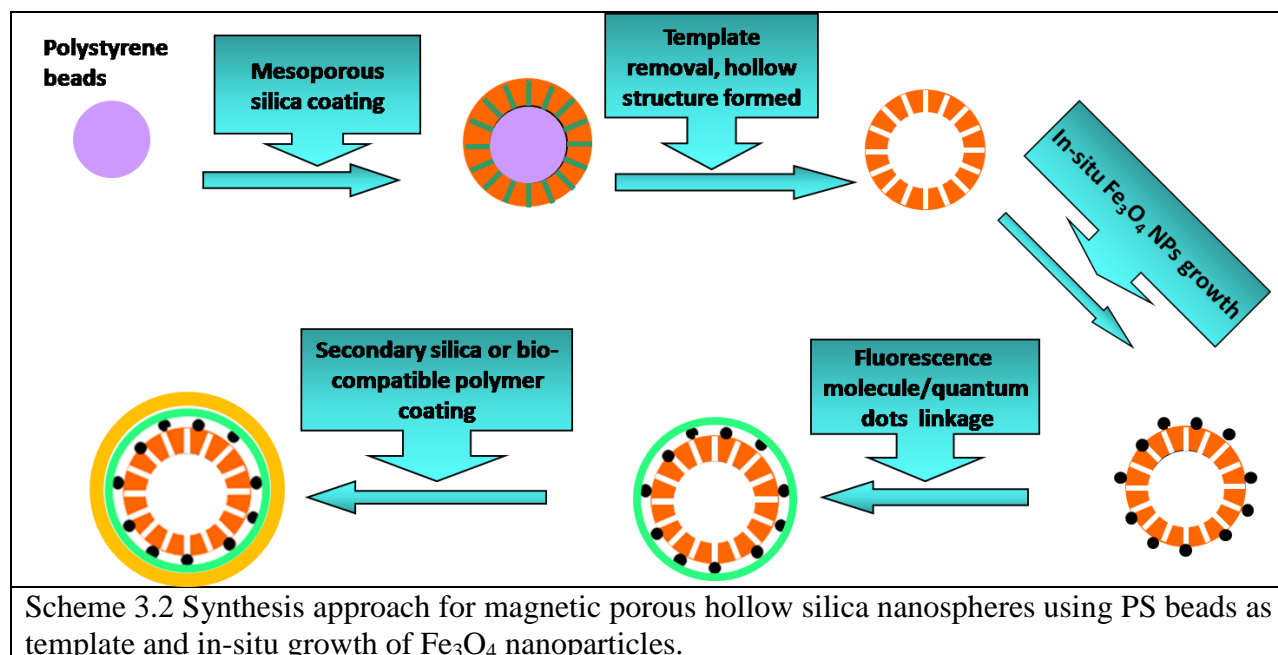 Polystyrene
beads
Mesoporous
silica coating
Template
removal, hollow
structure formed
In-situ Fe₃O₄ NPs growth
Fluorescence
molecule/quantum
dots linkage
Secondary silica or bio-
compatible polymer
coating
Scheme 3.2 Synthesis approach for magnetic porous hollow silica nanospheres using PS beads as
template and in-situ growth of Fe₃O₄ nanoparticles.